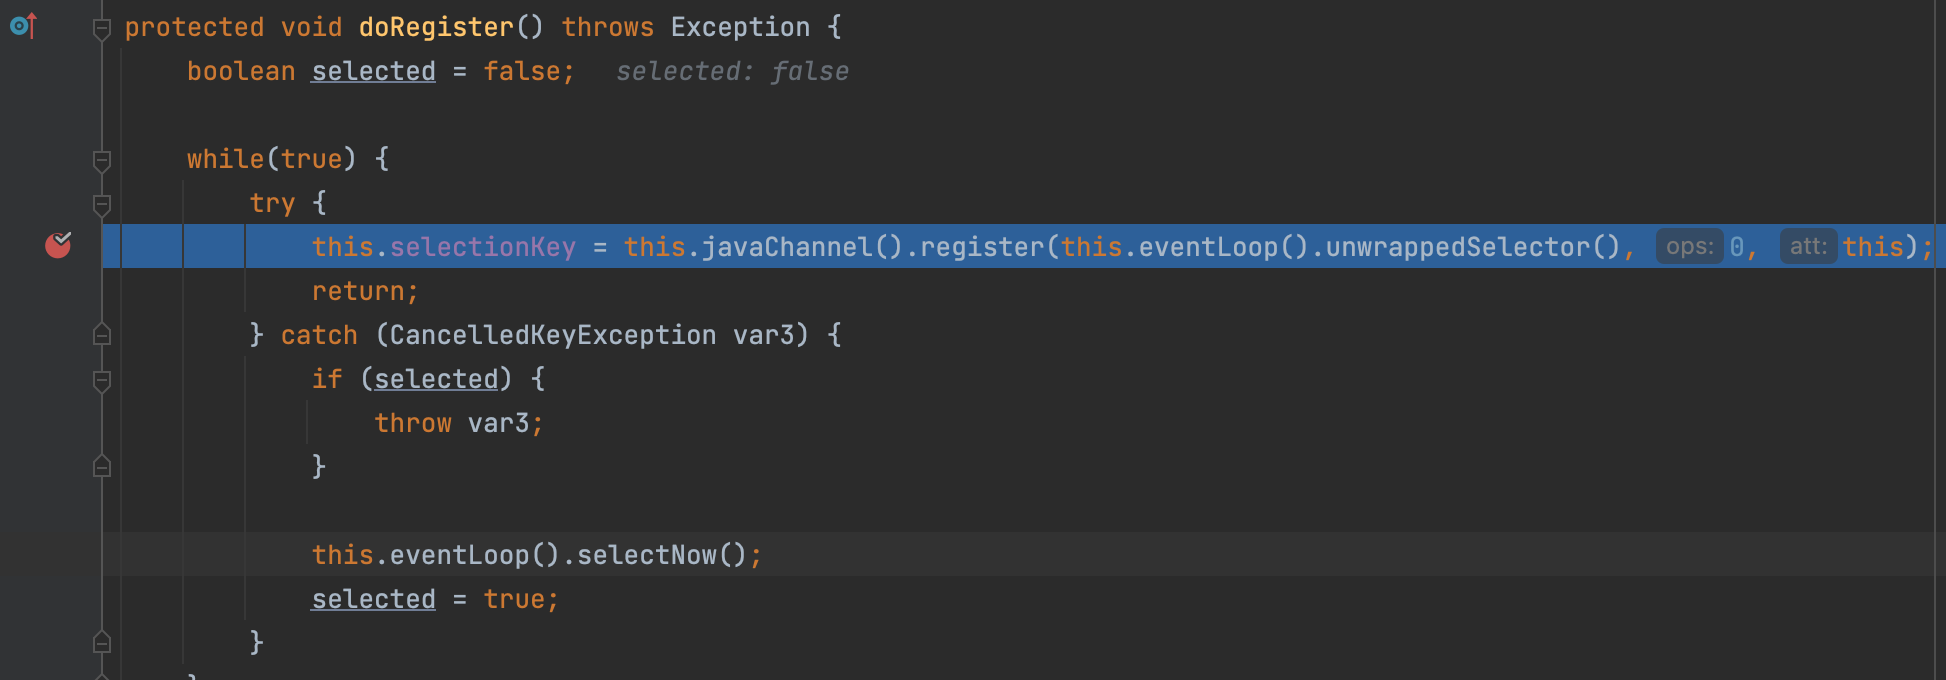 protected void doRegister() throws Exception {
boolean selected = false; selected: false
while(true) {
try {
this.selectionKey = this.javaChannel().register(this.eventLoop().unwrappedSelector(), ops: 0, att: this);
return;
} catch (CancelledKeyException var3) {
if (selected) {
throw var3;
}
this.eventLoop().selectNow();
selected = true;
}
}